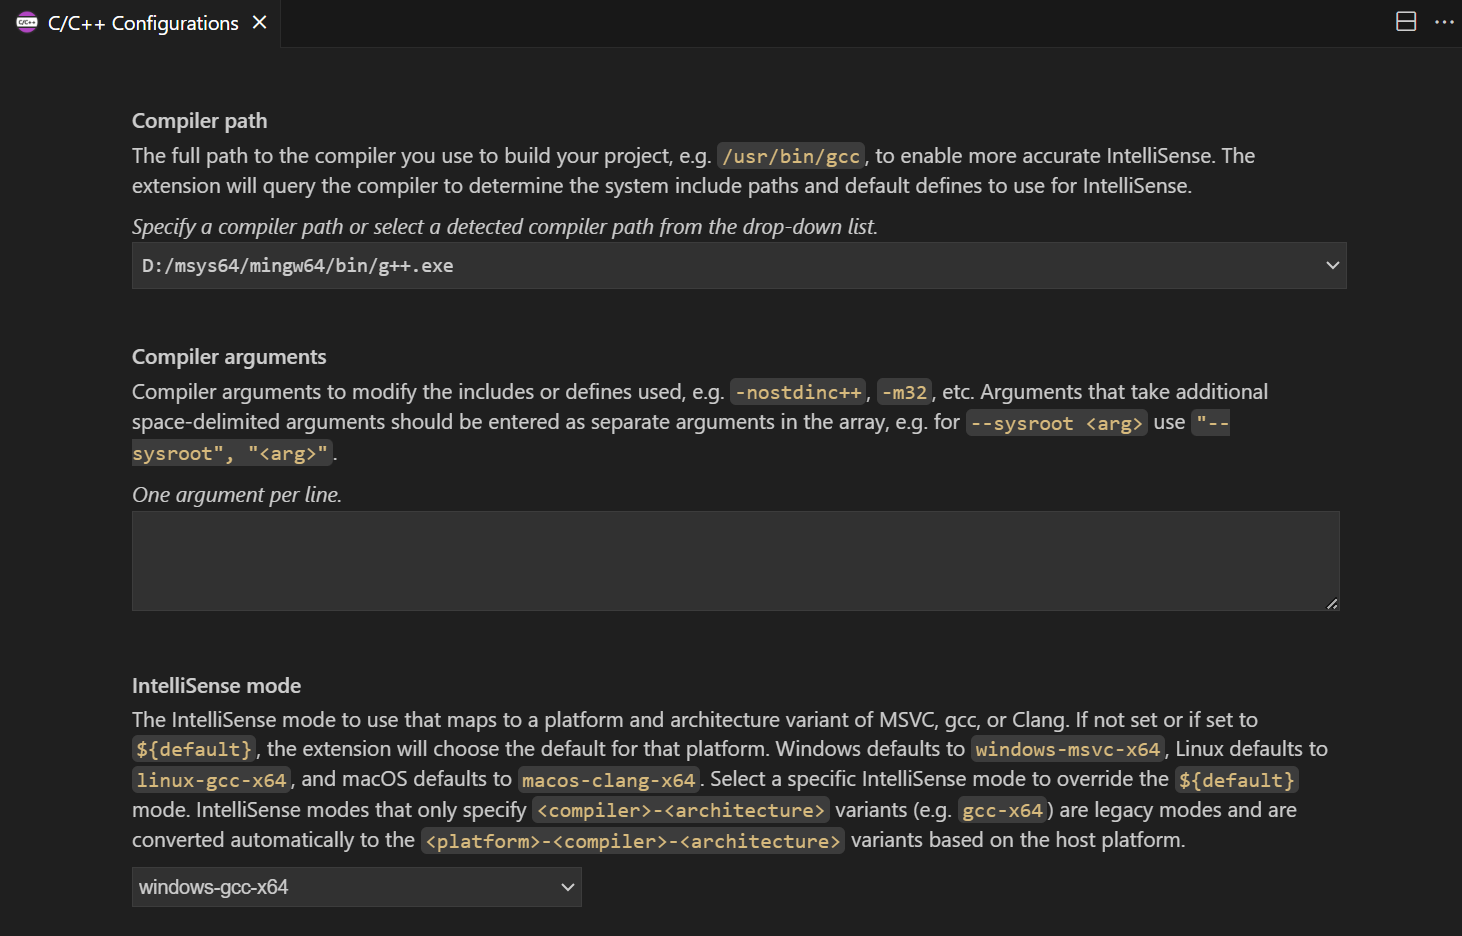 C/C++ C/C++ Configurations
Compiler path
The full path to the compiler you use to build your project, e.g. /usr/bin/gcc, to enable more accurate IntelliSense. The
extension will query the compiler to determine the system include paths and default defines to use for IntelliSense.
Specify a compiler path or select a detected compiler path from the drop-down list.
D:/msys64/mingw64/bin/g++.exe
Compiler arguments
Compiler arguments to modify the includes or defines used, e.g. -nostdinc++, -m32, etc. Arguments that take additional
space-delimited arguments should be entered as separate arguments in the array, e.g. for --sysroot <arg> use "--
sysroot", "<arg>".
One argument per line.
IntelliSense mode
The IntelliSense mode to use that maps to a platform and architecture variant of MSVC, gcc, or Clang. If not set or if set to
${default}, the extension will choose the default for that platform. Windows defaults to windows-msvc-x64, Linux defaults to
linux-gcc-x64, and macOS defaults to macos-clang-x64. Select a specific IntelliSense mode to override the ${default}
mode. IntelliSense modes that only specify <compiler>-<architecture> variants (e.g. gcc-x64) are legacy modes and are
converted automatically to the <platform>-<compiler>-<architecture> variants based on the host platform.
windows-gcc-x64